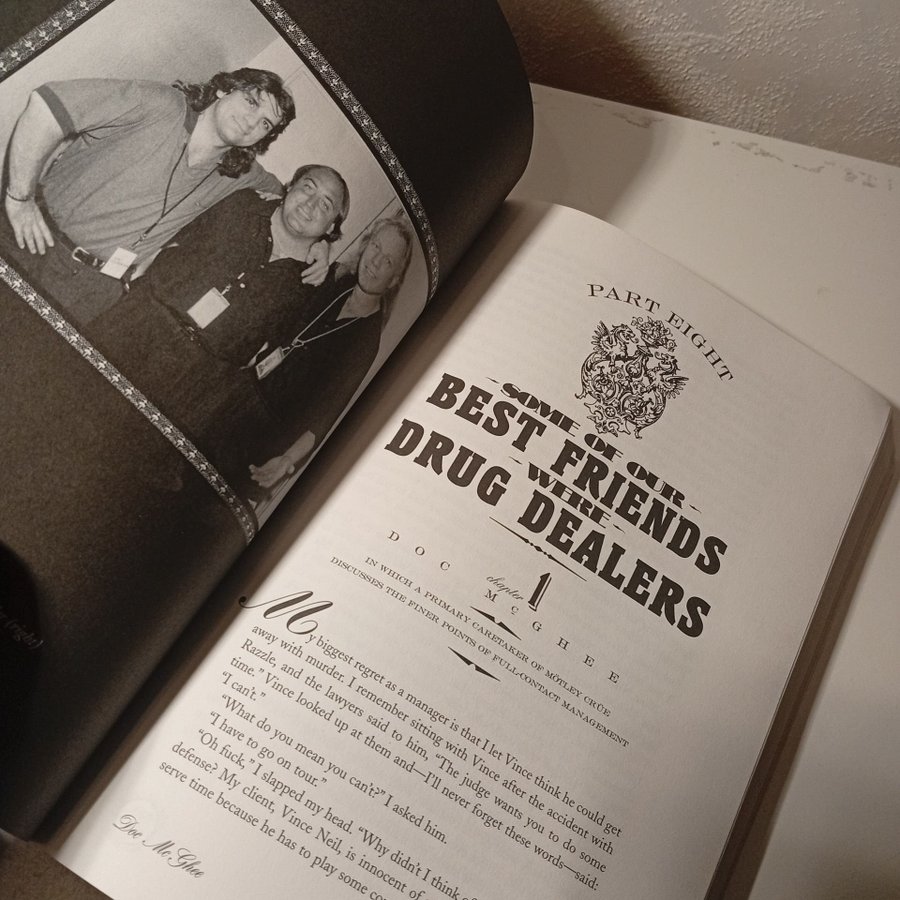 (right)
PART EIGHT
SOME OF OUR
BEST FRIENDS
WERE
DRUG DEALERS
chapter 1
DOC MCGHEE
IN WHICH A PRIMARY CARETAKER OF MÖTLEY CRÜE
DISCUSSES THE FINER POINTS OF FULL-CONTACT MANAGEMENT
My biggest regret as a manager is that I let Vince think he could get
away with murder. I remember sitting with Vince after the accident with
Razzle, and the lawyers said to him, “The judge wants you to do some
time.” Vince looked up at them and—I’ll never forget these words—said:
“I can’t.”
“What do you mean you can’t?” I asked him.
“I have to go on tour.”
“Oh fuck,” I slapped my head. “Why didn’t I think of
defense? My client, Vince Neil, is innocent of
serve time because he has to play some
Doc McGhee